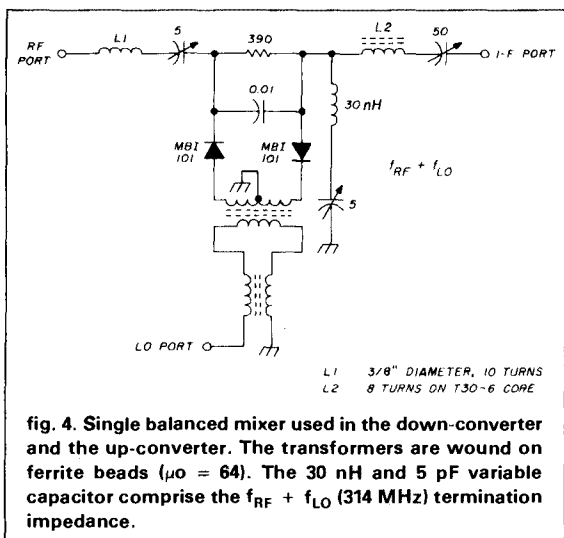 RF
PORT
L1
5
390
L2
50
I-F PORT
0.01
30nH
MBI
101
MBI
101
fRF + fLO
5
LO PORT
L1 3/8" DIAMETER, 10 TURNS
L2 8 TURNS ON T30-6 CORE
fig. 4. Single balanced mixer used in the down-converter
and the up-converter. The transformers are wound on
ferrite beads (μo = 64). The 30 nH and 5 pF variable
capacitor comprise the fRF + fLO (314 MHz) termination
impedance.